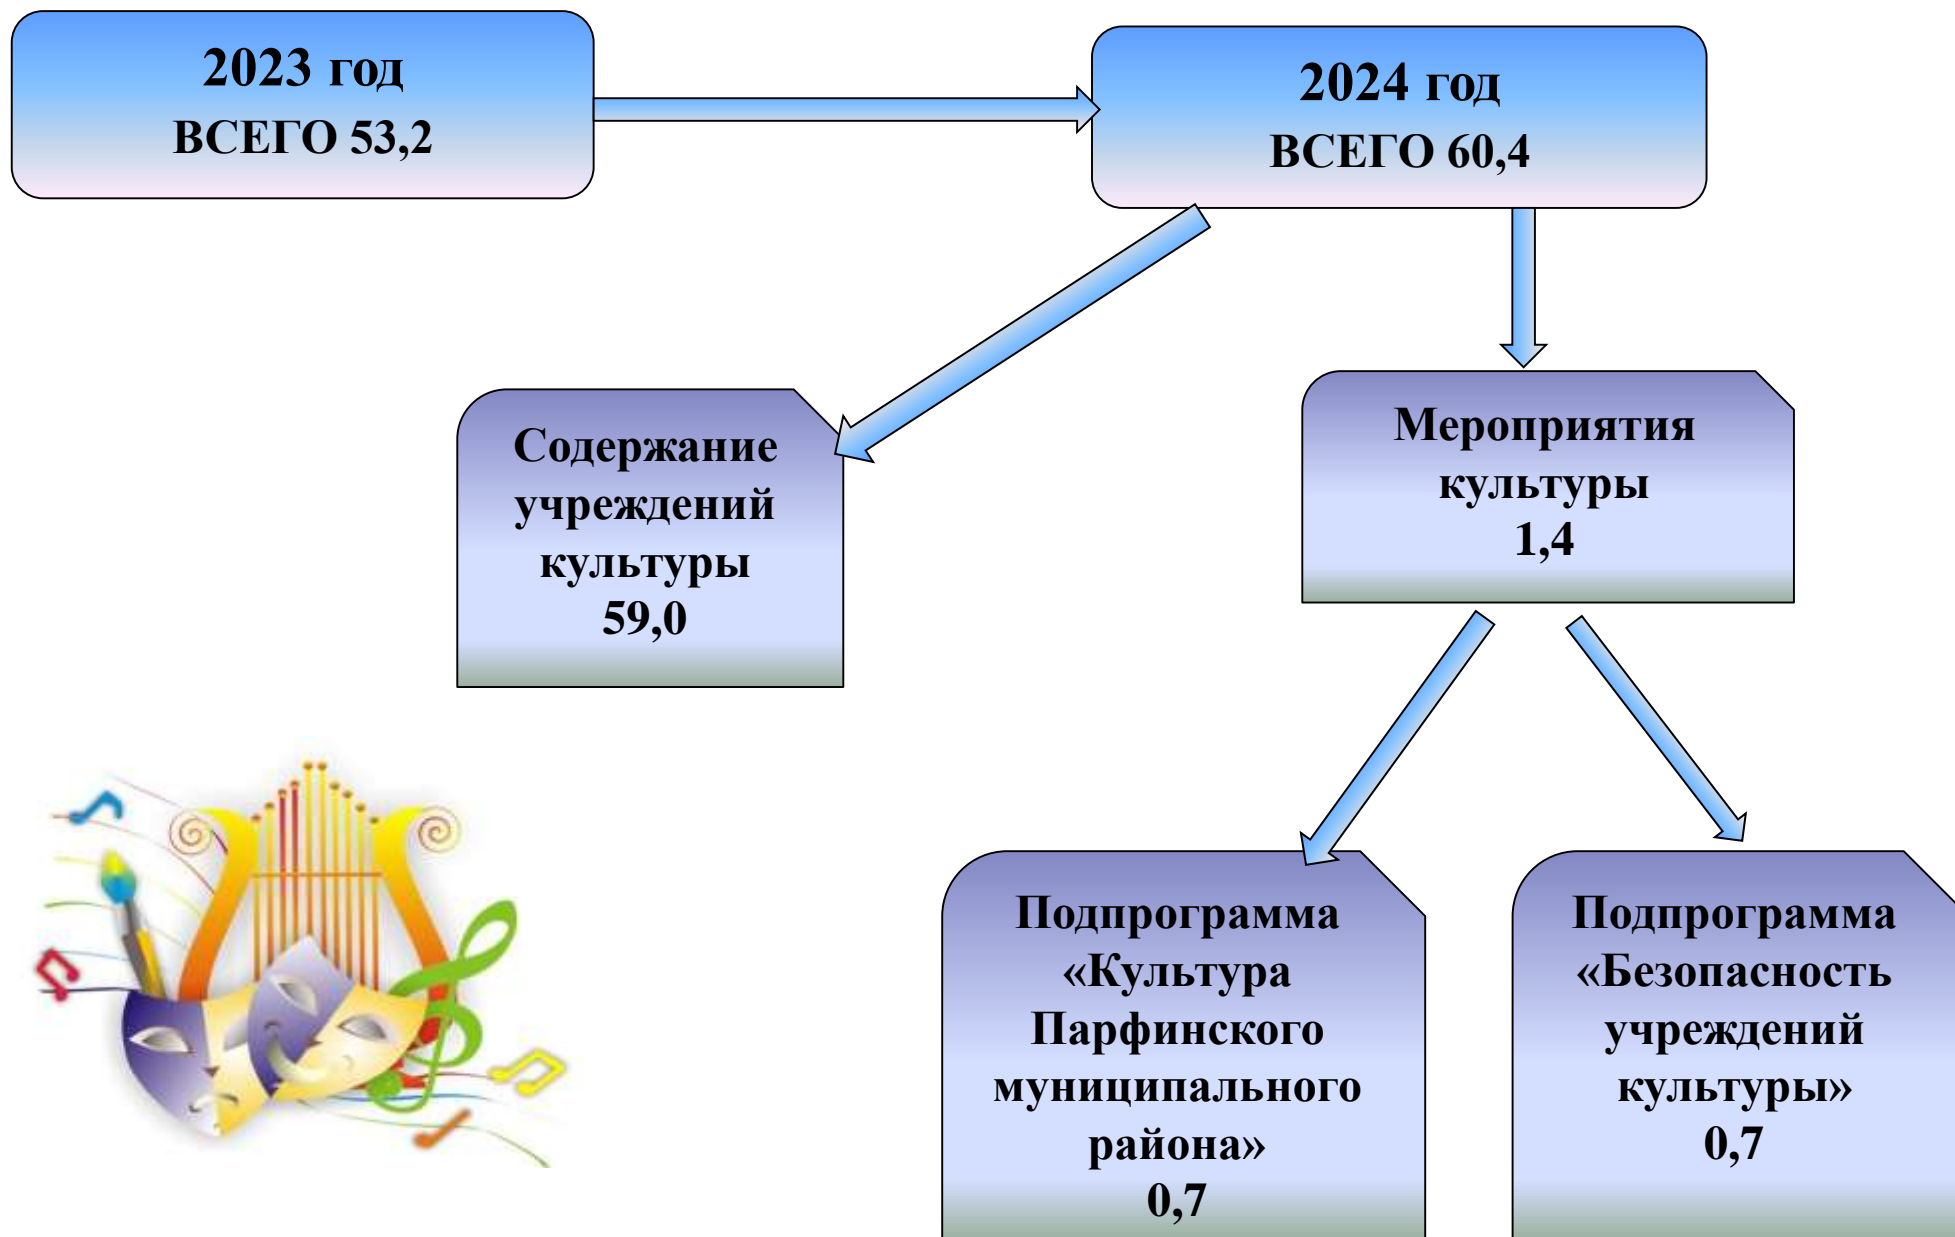 2023 год
ВСЕГО 53,2
2024 год
ВСЕГО 60,4
Содержание
учреждений
культуры
59,0
Мероприятия
культуры
1,4
Подпрограмма
«Культура
Парфинского
муниципального
района»
0,7
Подпрограмма
«Безопасность
учреждений
культуры»
0,7